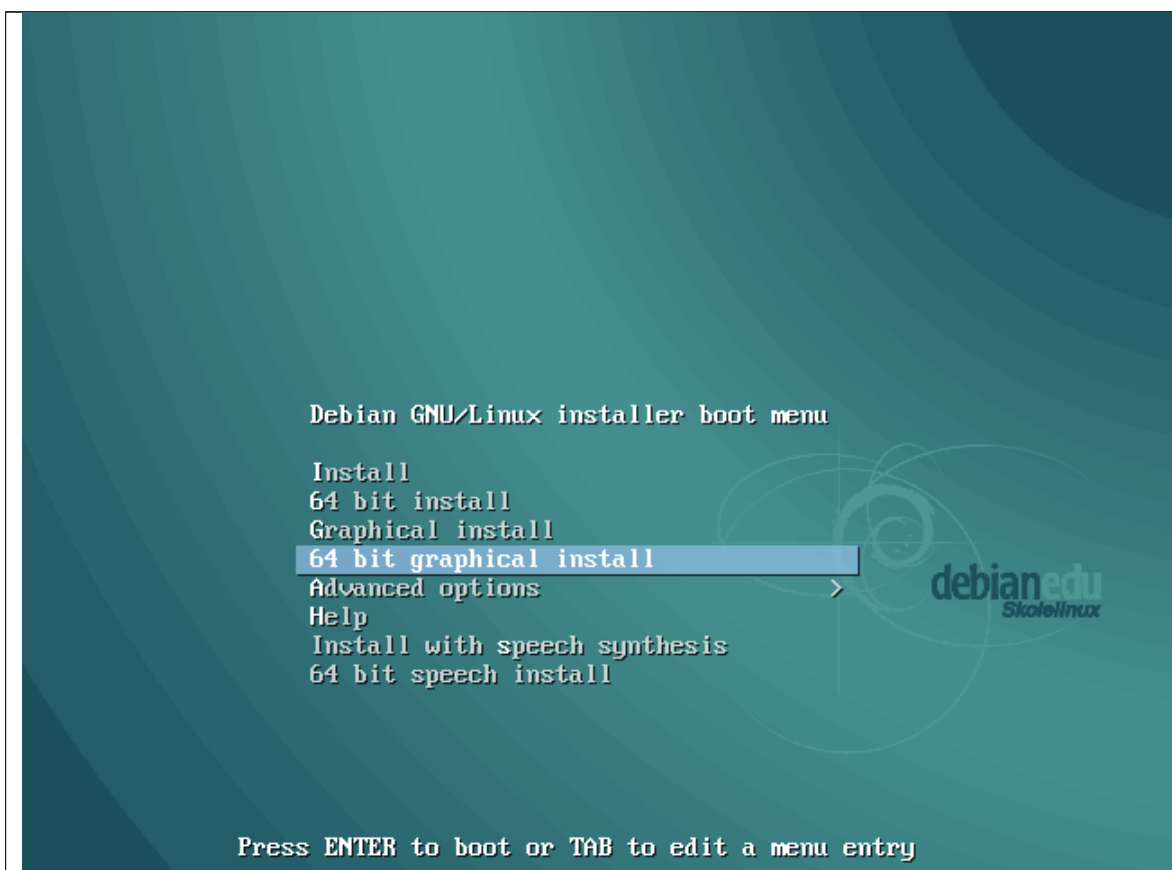 Debian GNU/Linux installer boot menu
Install
64 bit install
Graphical install
64 bit graphical install
Advanced options >
Help
Install with speech synthesis
64 bit speech install
debianedu
Skolelinux
Press ENTER to boot or TAB to edit a menu entry